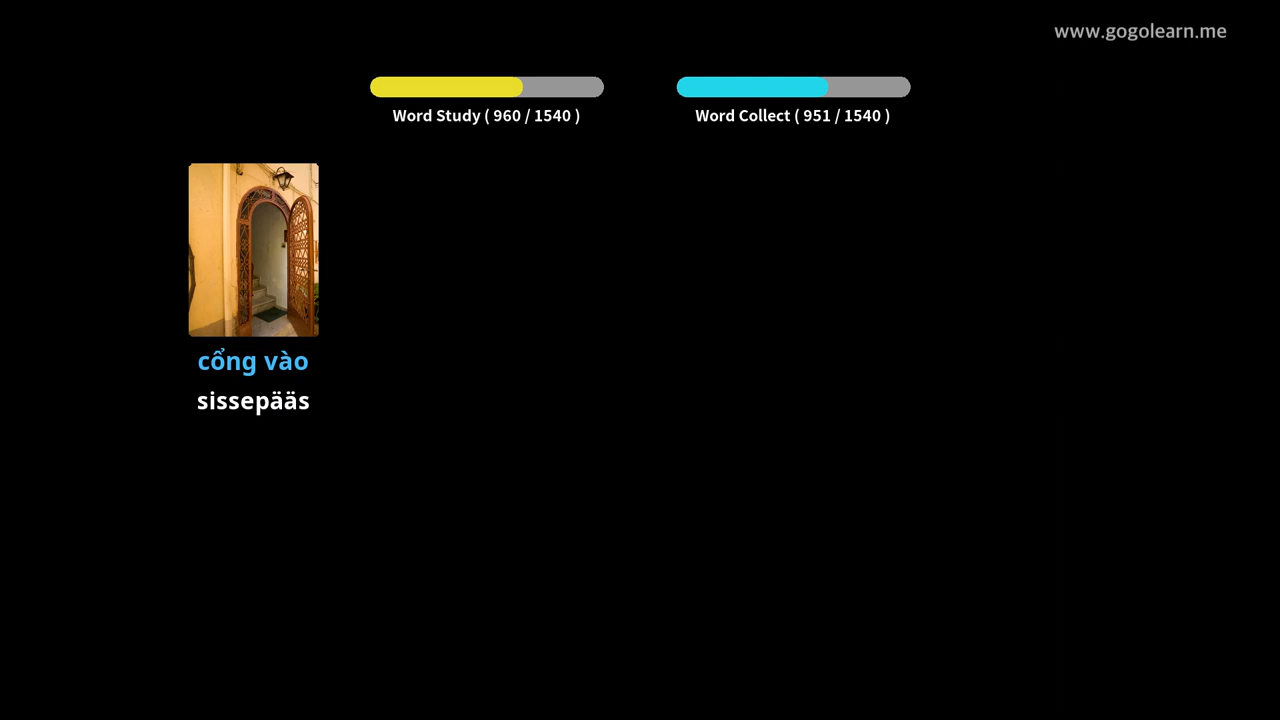 www.gogolearn.me
Word Study ( 960 / 1540 )
Word Collect ( 951 / 1540 )
cổng vào
sissepääs